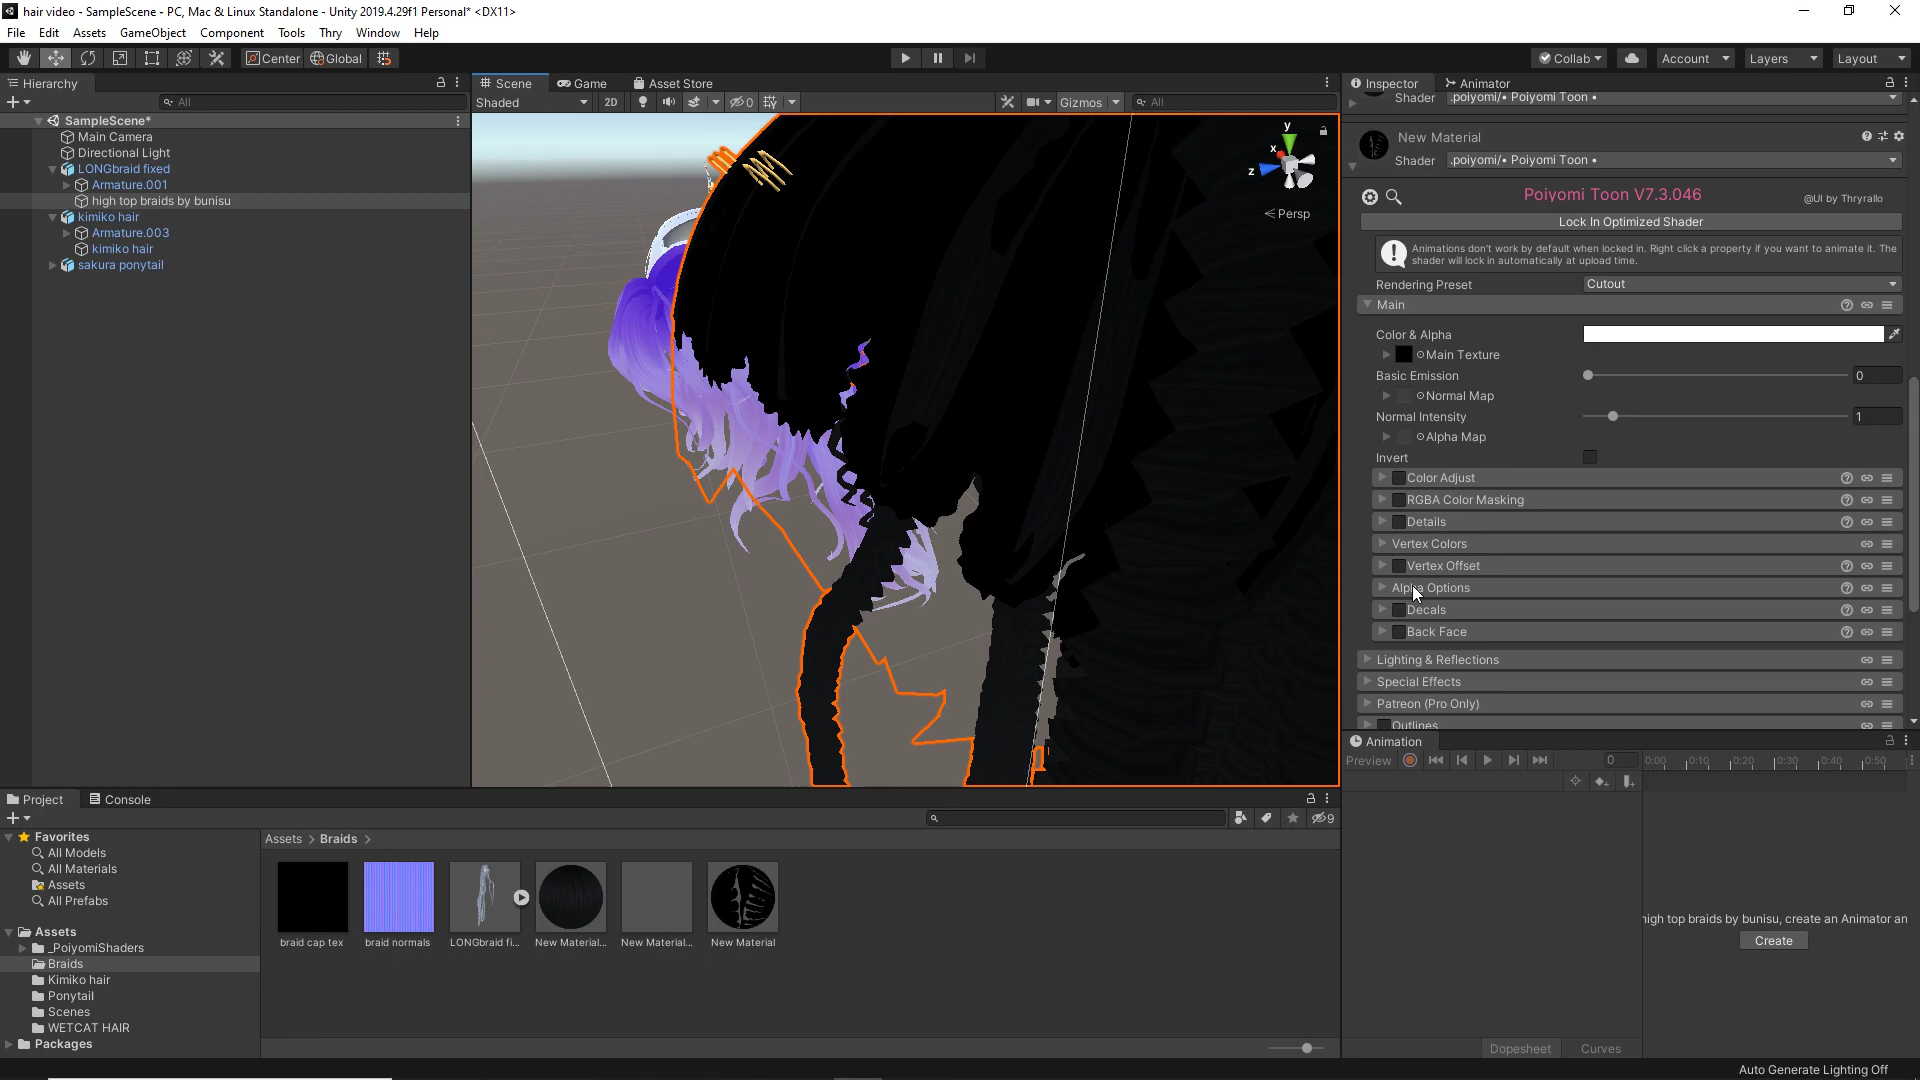 hair video - SampleScene - PC, Mac & Linux Standalone - Unity 2019.4.29f1 Personal* <DX11>
File Edit Assets GameObject Component Tools Thry Window Help
Center Global
Collab Account Layers Layout
Hierarchy
All
SampleScene*
Main Camera
Directional Light
LONGbraid fixed
Armature.001
high top braids by bunisu
kimiko hair
Armature.003
kimiko hair
sakura ponytail
Scene Game Asset Store
Shaded 2D 0 Gizmos All
y
x
z
Persp
Inspector Animator
Shader .poiyomi/• Poiyomi Toon •
New Material
Shader .poiyomi/• Poiyomi Toon •
Poiyomi Toon V7.3.046
@UI by Thryrallo
Lock In Optimized Shader
Animations don't work by default when locked in. Right click a property if you want to animate it. The
shader will lock in automatically at upload time.
Rendering Preset Cutout
Main
Color & Alpha
Main Texture
Basic Emission 0
Normal Map
Normal Intensity 1
Alpha Map
Invert
Color Adjust
RGBA Color Masking
Details
Vertex Colors
Vertex Offset
Alpha Options
Decals
Back Face
Lighting & Reflections
Special Effects
Patreon (Pro Only)
Outlines
Animation
Preview 0 0:00 0:10 0:20 0:30 0:40 0:50
high top braids by bunisu, create an Animator an
Create
Dopesheet Curves
Project Console
9
Favorites
All Models
All Materials
Assets
All Prefabs
Assets
_PoiyomiShaders
Braids
Kimiko hair
Ponytail
Scenes
WETCAT HAIR
Packages
Assets > Braids >
braid cap tex
braid normals
LONGbraid fi...
New Material...
New Material...
New Material
Auto Generate Lighting Off